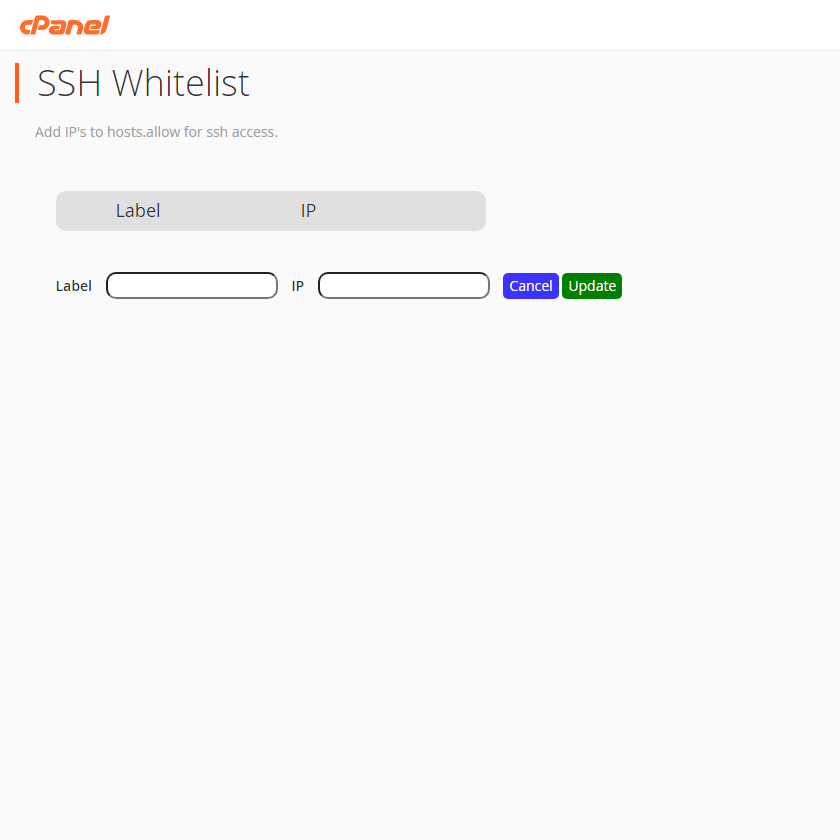 cPanel
SSH Whitelist
Add IP's to hosts.allow for ssh access.
Label IP
Label IP Cancel Update